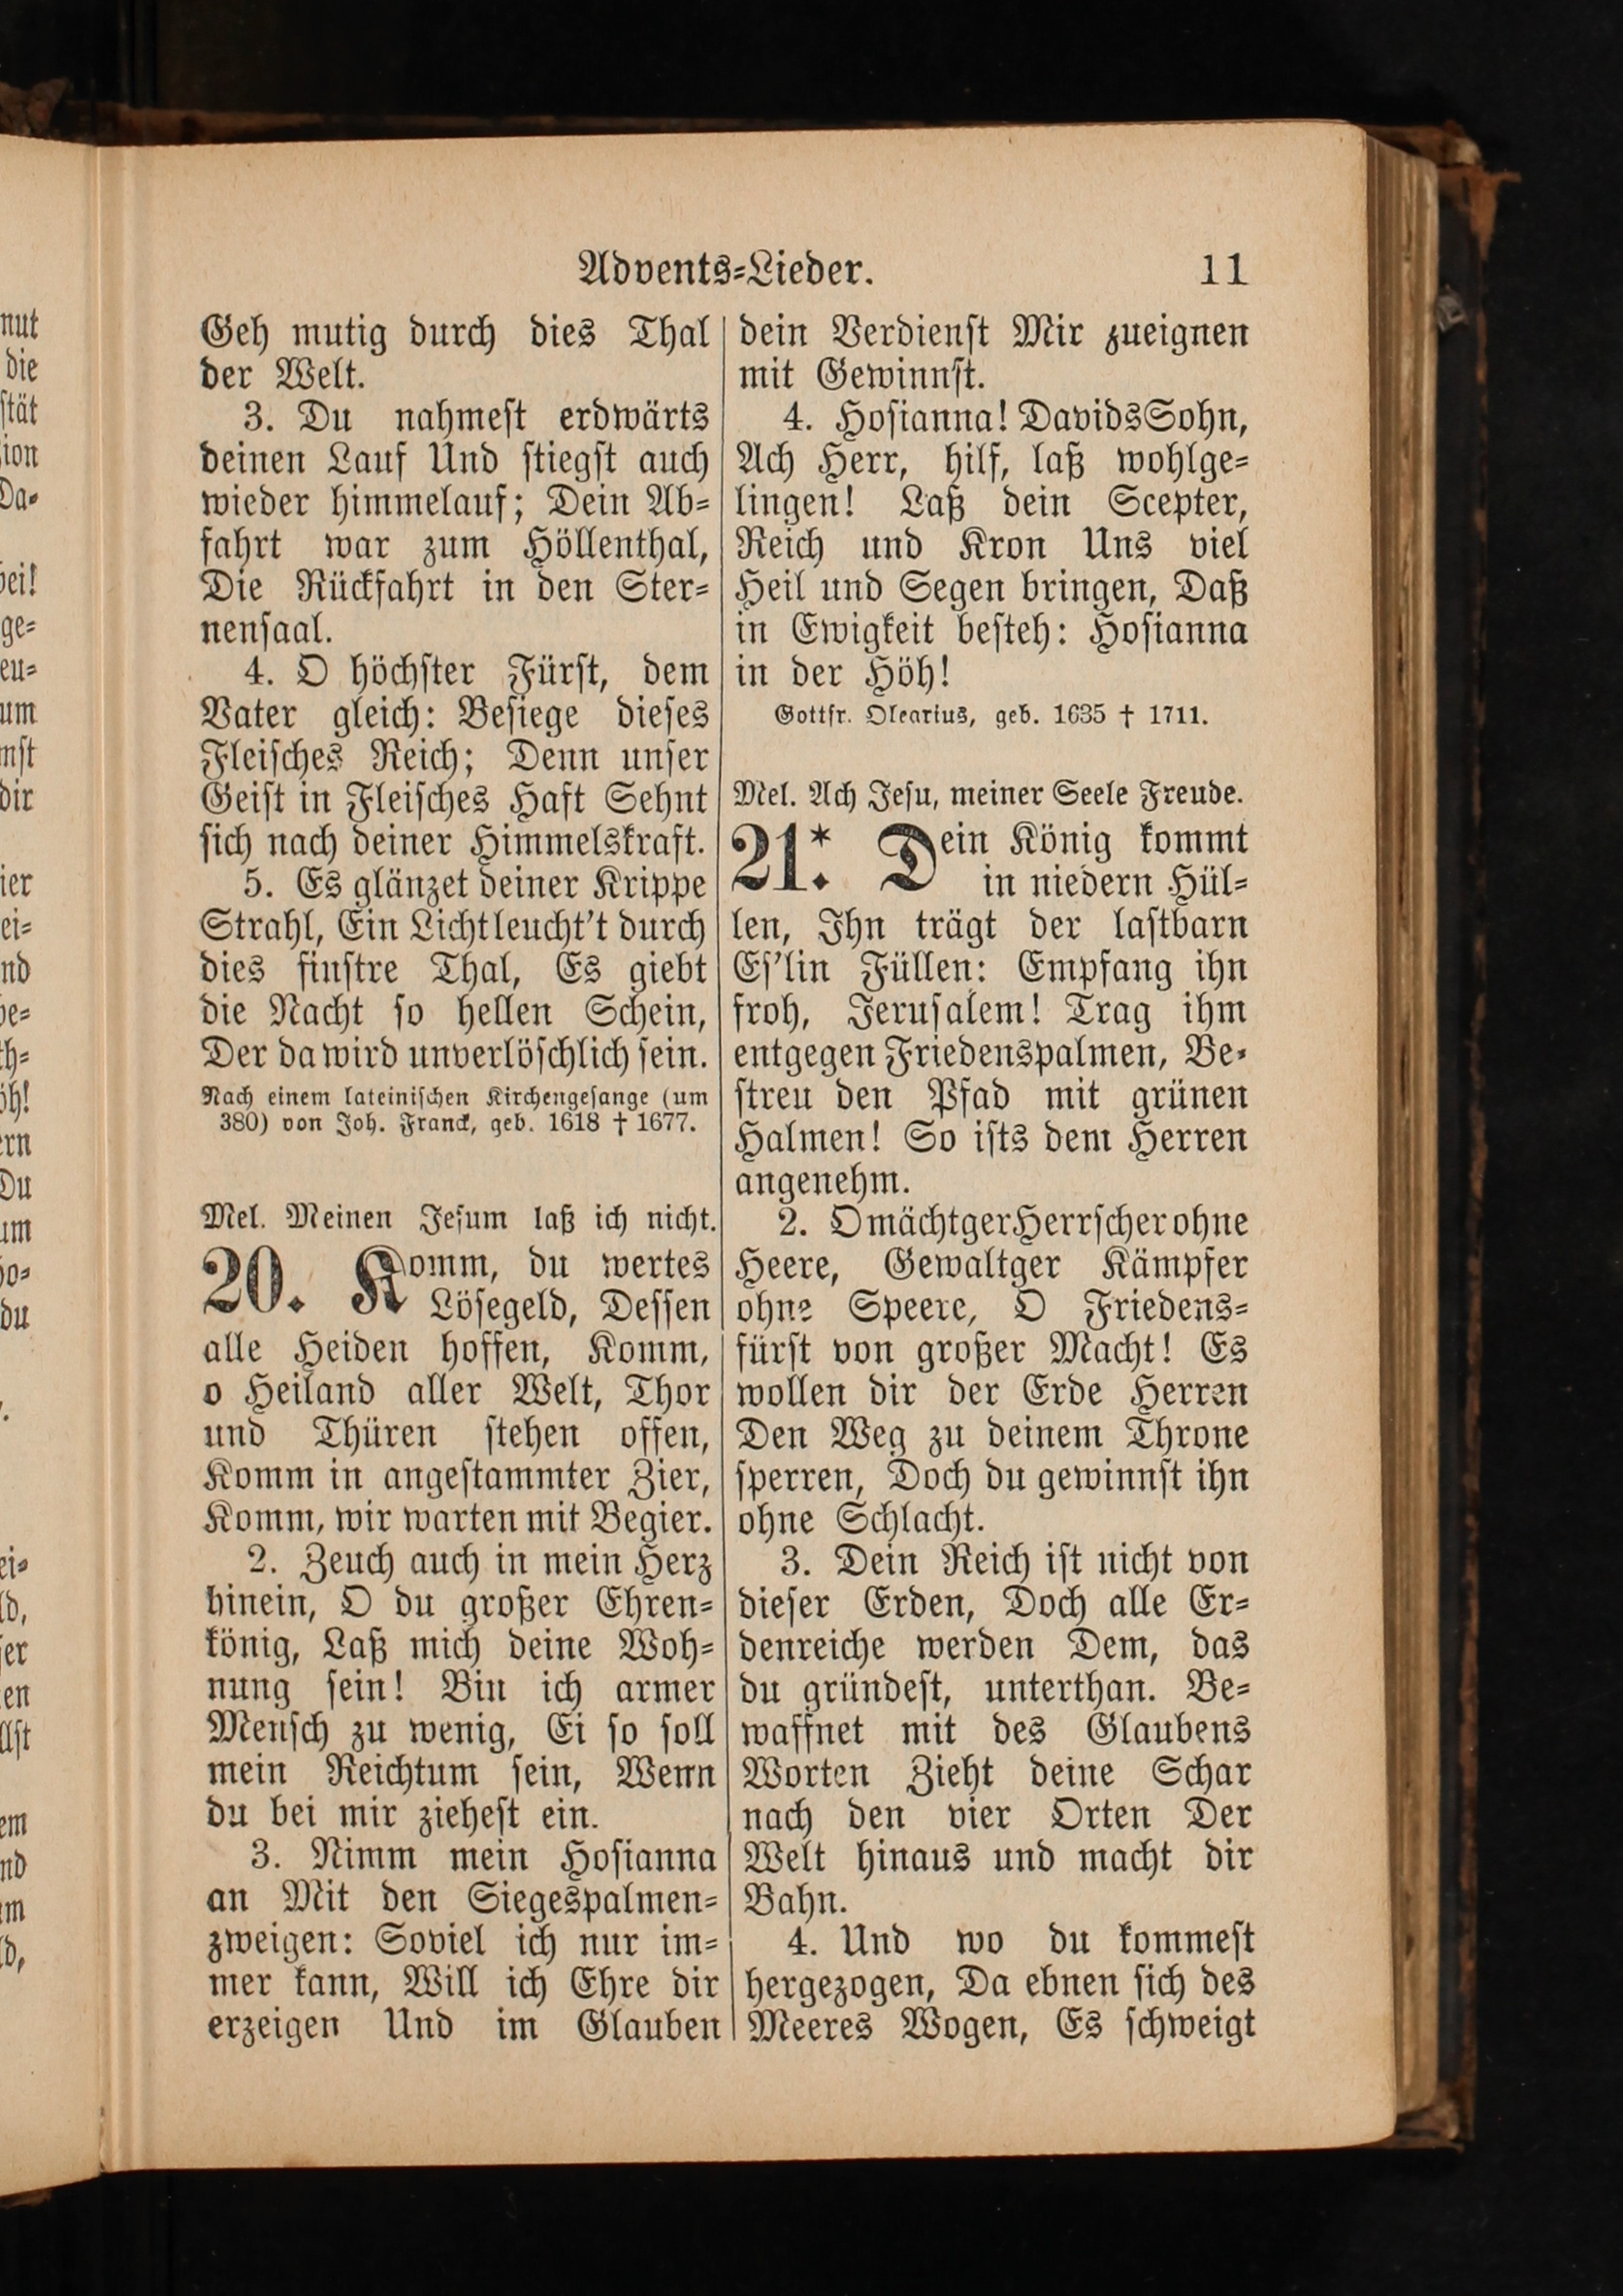 Advents-Lieder. 11
Geh mutig durch dies Thal
der Welt.
3. Du nahmest erdwärts
deinen Lauf Und stiegst auch
wieder himmelauf; Dein Ab-
fahrt war zum Höllenthal,
Die Rückfahrt in den Ster-
nensaal.
4. O höchster Fürst, dem
Vater gleich: Besiege dieses
Fleisches Reich; Denn unser
Geist in Fleisches Haft Sehnt
sich nach deiner Himmelskraft.
5. Es glänzet deiner Krippe
Strahl, Ein Licht leucht't durch
dies finstre Thal, Es giebt
die Nacht so hellen Schein,
Der da wird unverlöschlich sein.
Nach einem lateinischen Kirchengesange (um
380) von Joh. Franck, geb. 1618 † 1677.
Mel. Meinen Jesum laß ich nicht.
20. Komm, du wertes
Lösegeld, Dessen
alle Heiden hoffen, Komm,
o Heiland aller Welt, Thor
und Thüren stehen offen,
Komm in angestammter Zier,
Komm, wir warten mit Begier.
2. Zeuch auch in mein Herz
hinein, O du großer Ehren-
könig, Laß mich deine Woh-
nung sein! Bin ich armer
Mensch zu wenig, Ei so soll
mein Reichtum sein, Wenn
du bei mir ziehest ein.
3. Nimm mein Hosianna
an Mit den Siegespalmen-
zweigen: Soviel ich nur im-
mer kann, Will ich Ehre dir
erzeigen Und im Glauben
dein Verdienst Mir zueignen
mit Gewinnst.
4. Hosianna! Davids Sohn,
Ach Herr, hilf, laß wohlge-
lingen! Laß dein Scepter,
Reich und Kron Uns viel
Heil und Segen bringen, Daß
in Ewigkeit besteh: Hosianna
in der Höh!
Gottfr. Olearius, geb. 1635 † 1711.
Mel. Ach Jesu, meiner Seele Freude.
21.* Dein König kommt
in niedern Hül-
len, Ihn trägt der lastbarn
Es'lin Füllen: Empfang ihn
froh, Jerusalem! Trag ihm
entgegen Friedenspalmen, Be-
streu den Pfad mit grünen
Halmen! So ists dem Herren
angenehm.
2. O mächtger Herrscher ohne
Heere, Gewaltger Kämpfer
ohne Speere, O Friedens-
fürst von großer Macht! Es
wollen dir der Erde Herren
Den Weg zu deinem Throne
sperren, Doch du gewinnst ihn
ohne Schlacht.
3. Dein Reich ist nicht von
dieser Erden, Doch alle Er-
denreiche werden Dem, das
du gründest, unterthan. Be-
waffnet mit des Glaubens
Worten Zieht deine Schar
nach den vier Orten Der
Welt hinaus und macht dir
Bahn.
4. Und wo du kommest
hergezogen, Da ebnen sich des
Meeres Wogen, Es schweigt